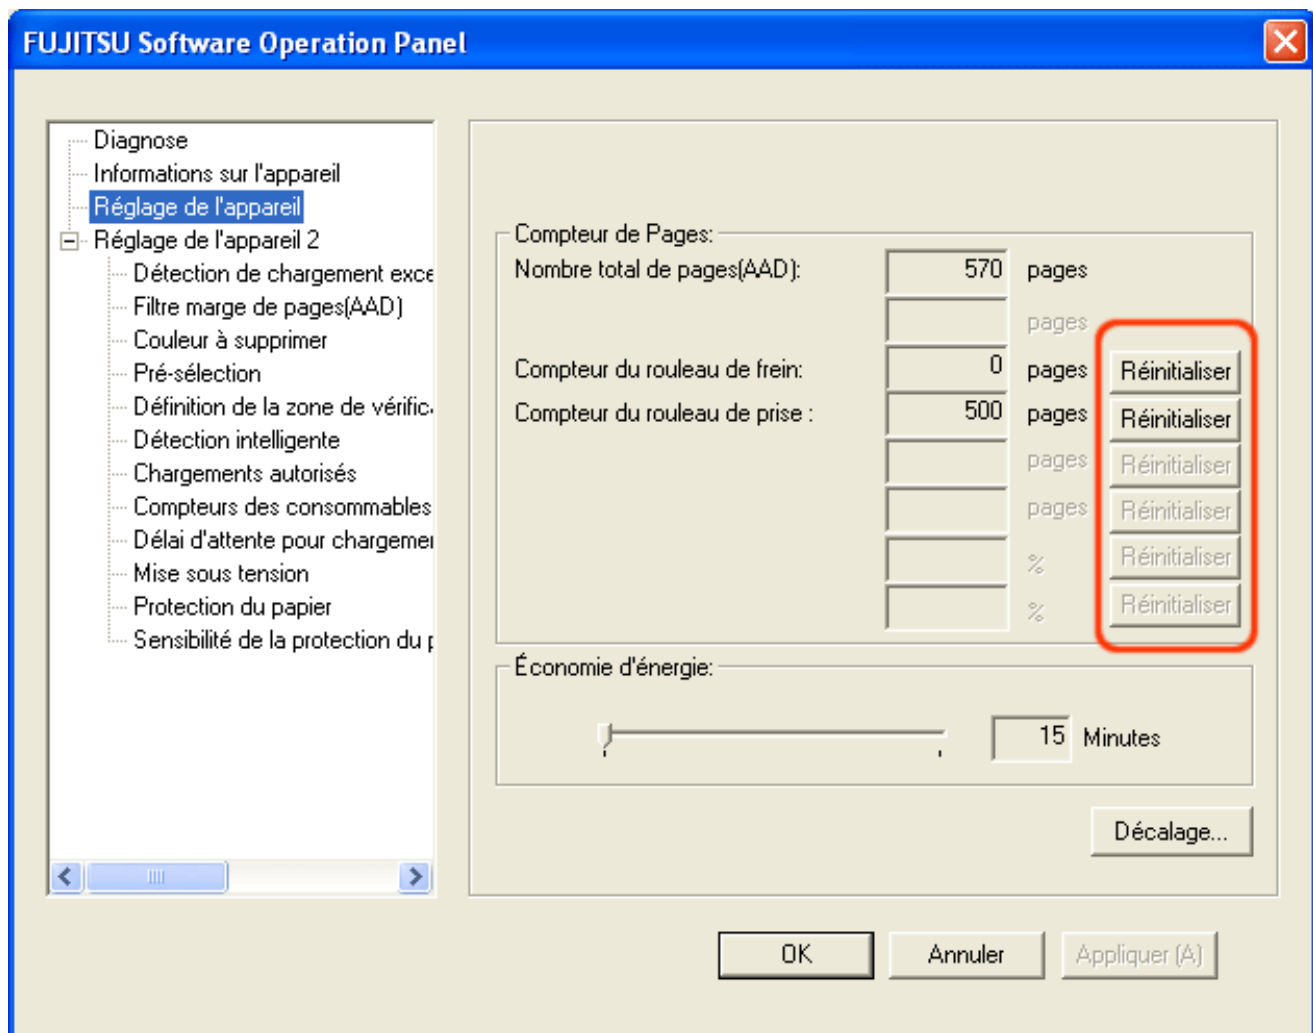 FUJITSU Software Operation Panel
Diagnose
Informations sur l'appareil
Réglage de l'appareil
Réglage de l'appareil 2
Détection de chargement exce
Filtre marge de pages(AAD)
Couleur à supprimer
Pré-sélection
Définition de la zone de vérific
Détection intelligente
Chargements autorisés
Compteurs des consommables
Délai d'attente pour chargemen
Mise sous tension
Protection du papier
Sensibilité de la protection du p
Compteur de Pages:
Nombre total de pages(AAD): 570 pages
pages
Compteur du rouleau de frein: 0 pages Réinitialiser
Compteur du rouleau de prise : 500 pages Réinitialiser
pages Réinitialiser
pages Réinitialiser
% Réinitialiser
% Réinitialiser
Économie d'énergie:
15 Minutes
Décalage...
OK Annuler Appliquer (A)